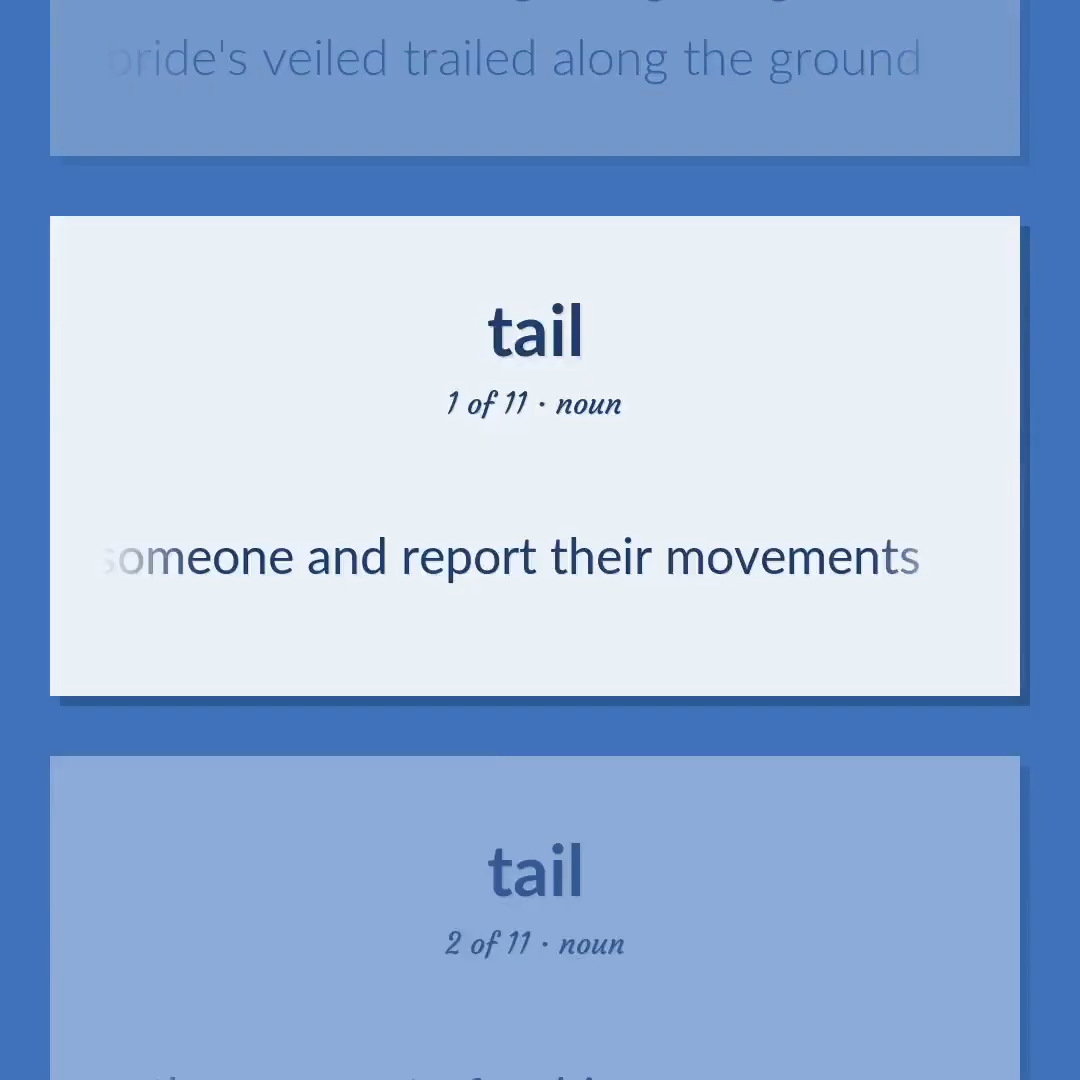 bride's veiled trailed along the ground
tail
1 of 11 · noun
someone and report their movements
tail
2 of 11 · noun